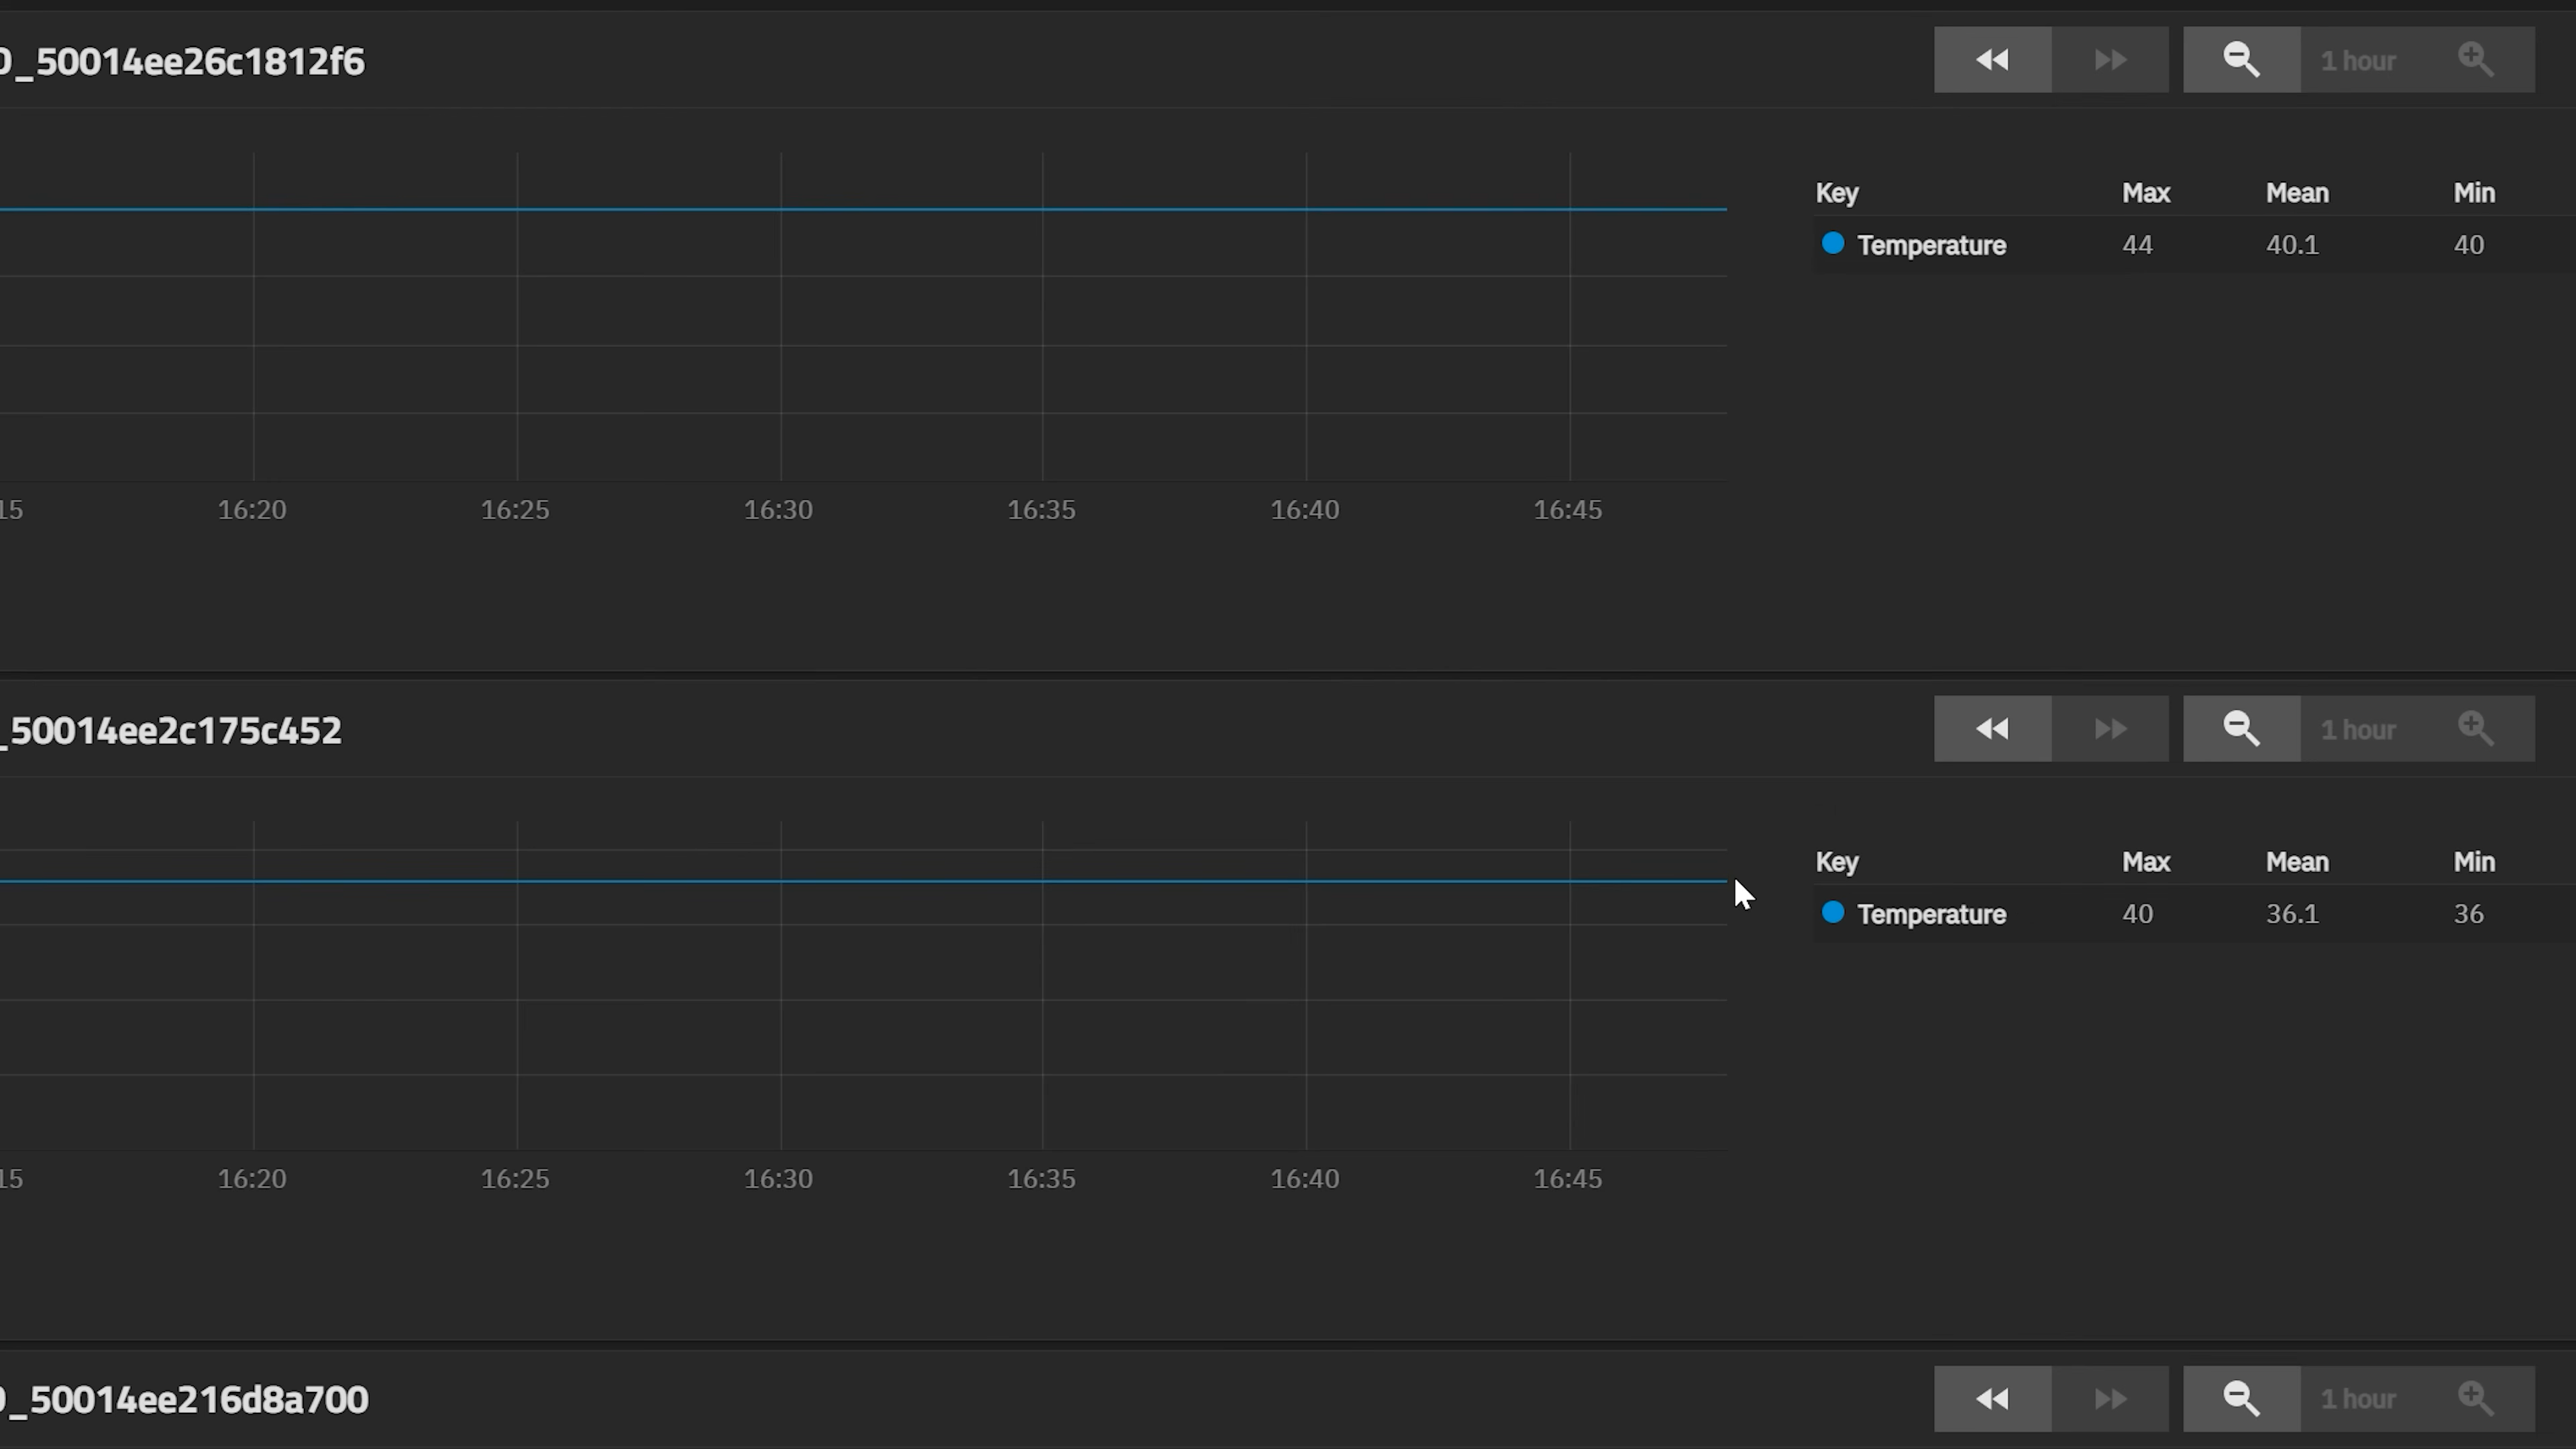 _50014ee26c1812f6
1 hour
Key Max Mean Min
Temperature 44 40.1 40
15 16:20 16:25 16:30 16:35 16:40 16:45
_50014ee2c175c452
1 hour
Key Max Mean Min
Temperature 40 36.1 36
15 16:20 16:25 16:30 16:35 16:40 16:45
_50014ee216d8a700
1 hour